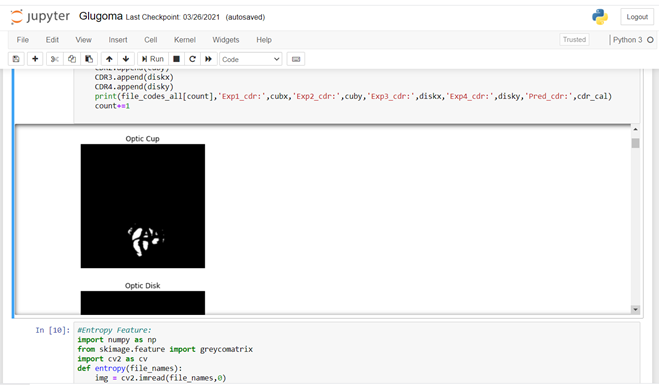 jupyter Glugoma Last Checkpoint: 03/26/2021 (autosaved)
Logout
File Edit View Insert Cell Kernel Widgets Help
Trusted
Python 3
Run
Code
CDR3.append(diskx)
CDR4.append(disky)
print(file_codes_all[count],'Exp1_cdr:',cubx,'Exp2_cdr:',cuby,'Exp3_cdr:',diskx,'Exp4_cdr:',disky,'Pred_cdr:',cdr_cal)
count+=1
Optic Cup
Optic Disk
In [10]:
#Entropy Feature:
import numpy as np
from skimage.feature import greycomatrix
import cv2 as cv
def entropy(file_names):
img = cv2.imread(file_names,0)